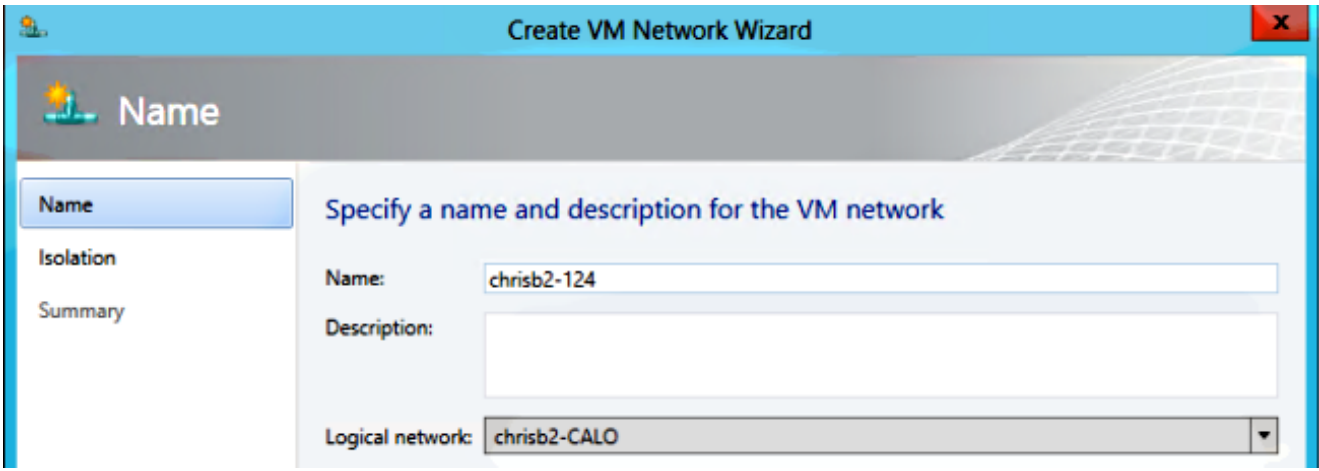 Create VM Network Wizard
x
Name
Name
Isolation
Summary
Specify a name and description for the VM network
Name: chrisb2-124
Description:
Logical network: chrisb2-CALO